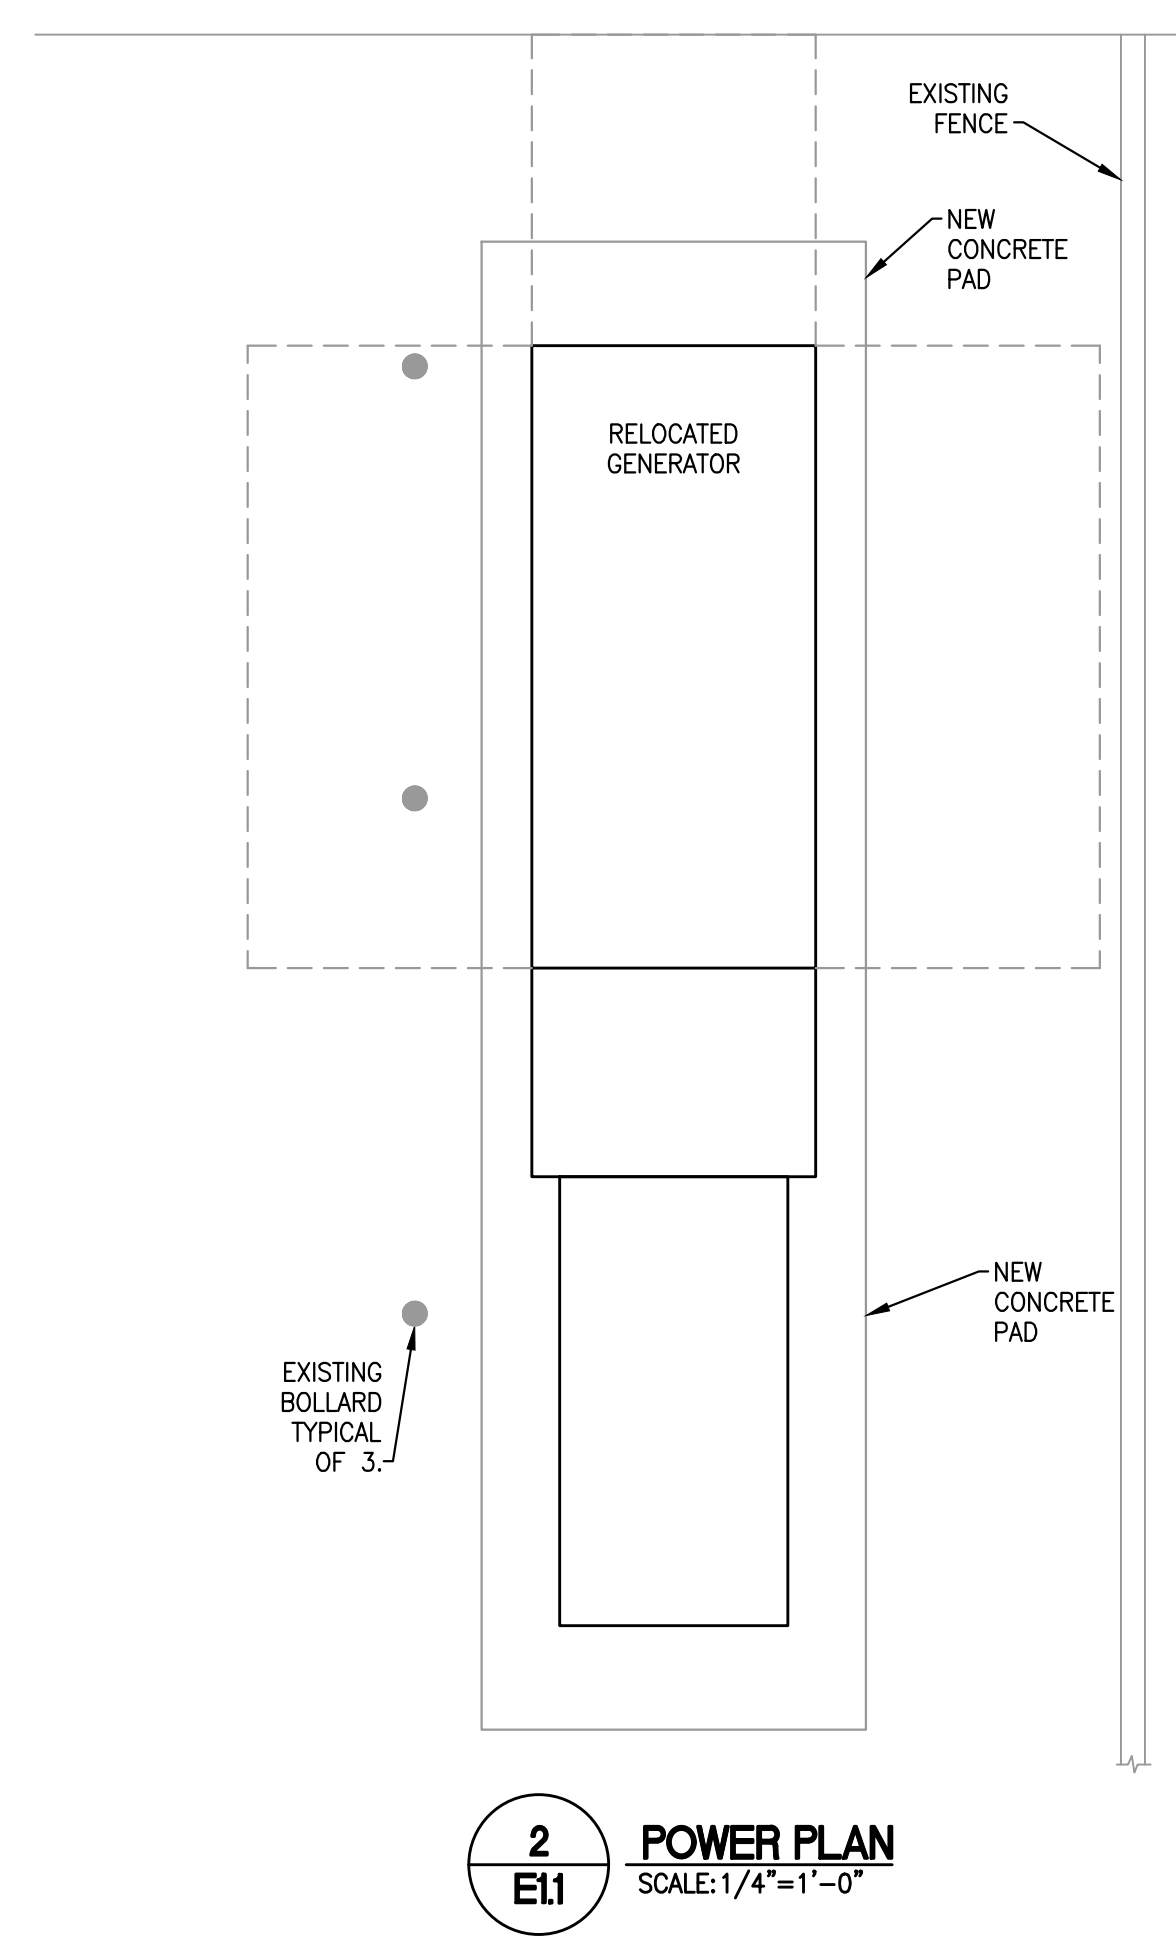 EXISTING
FENCE
NEW
CONCRETE
PAD
RELOCATED
GENERATOR
NEW
CONCRETE
PAD
EXISTING
BOLLARD
TYPICAL
OF 3.
2
E1.1
POWER PLAN
SCALE: 1/4"=1'-0"